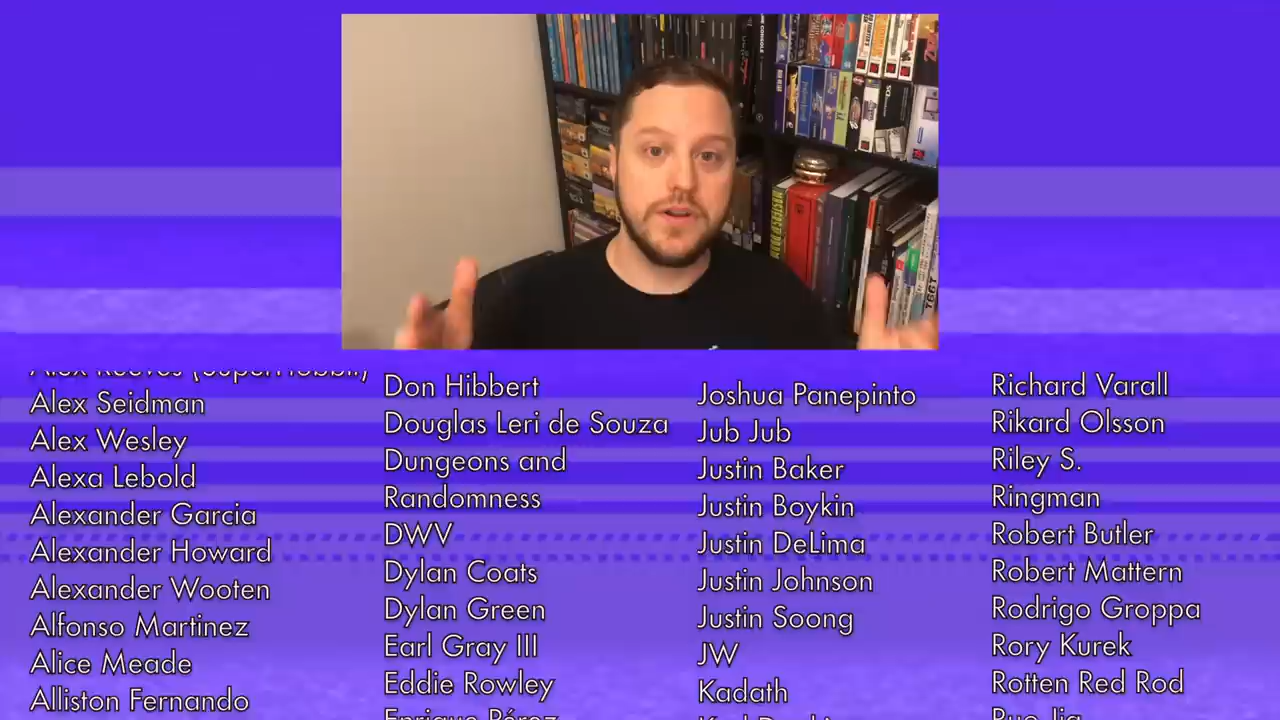 Alex Seidman
Alex Wesley
Alexa Lebold
Alexander Garcia
Alexander Howard
Alexander Wooten
Alfonso Martinez
Alice Meade
Alliston Fernando
Don Hibbert
Douglas Leri de Souza
Dungeons and
Randomness
DWV
Dylan Coats
Dylan Green
Earl Gray III
Eddie Rowley
Enrique Pérez
Joshua Panepinto
Jub Jub
Justin Baker
Justin Boykin
Justin DeLima
Justin Johnson
Justin Soong
JW
Kadath
Richard Varall
Rikard Olsson
Riley S.
Ringman
Robert Butler
Robert Mattern
Rodrigo Groppa
Rory Kurek
Rotten Red Rod